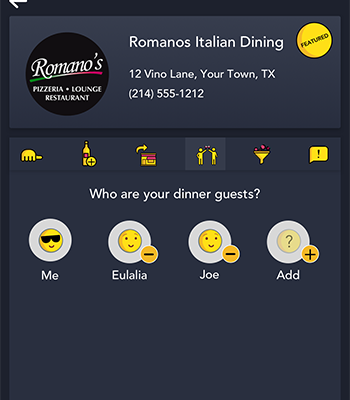 Romanos Italian Dining
FEATURED
Romano's
PIZZERIA • LOUNGE
RESTAURANT
12 Vino Lane, Your Town, TX
(214) 555-1212
Who are your dinner guests?
Me
Eulalia
Joe
Add